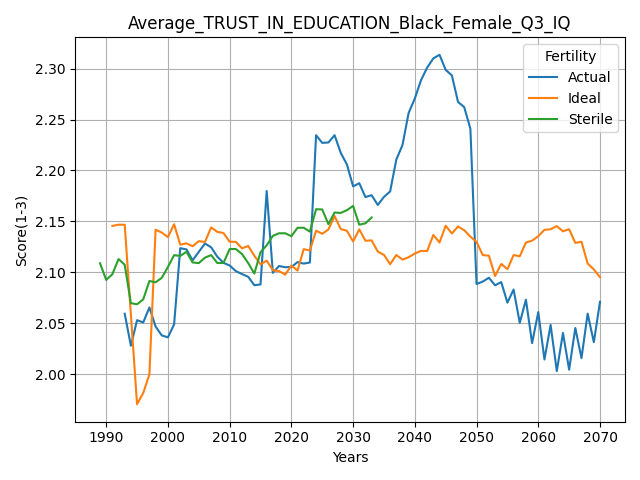 Average_TRUST_IN_EDUCATION_Black_Female_Q3_IQ
Fertility
Actual
Ideal
Sterile
Score(1-3)
2.30
2.25
2.20
2.15
2.10
2.05
2.00
1990 2000 2010 2020 2030 2040 2050 2060 2070
Years